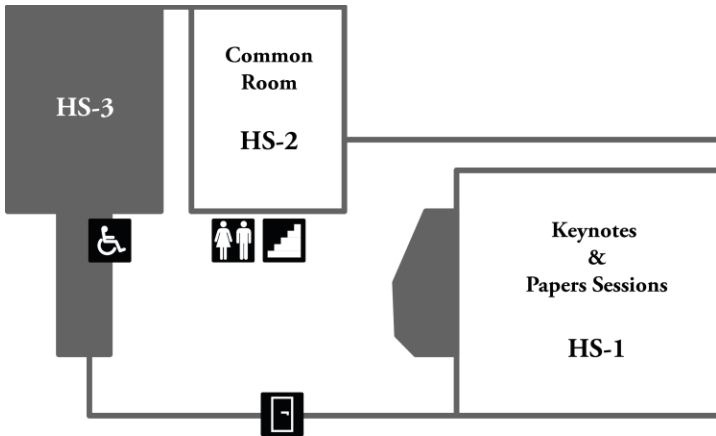 HS-3
Common
Room
HS-2
Keynotes
&
Papers Sessions
HS-1